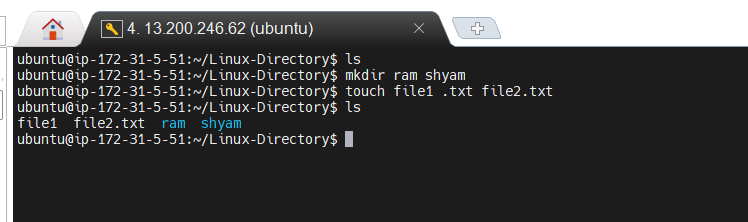 4. 13.200.246.62 (ubuntu)
ubuntu@ip-172-31-5-51:~/Linux-Directory$ ls
ubuntu@ip-172-31-5-51:~/Linux-Directory$ mkdir ram shyam
ubuntu@ip-172-31-5-51:~/Linux-Directory$ touch file1 .txt file2.txt
ubuntu@ip-172-31-5-51:~/Linux-Directory$ ls
file1  file2.txt  ram  shyam
ubuntu@ip-172-31-5-51:~/Linux-Directory$